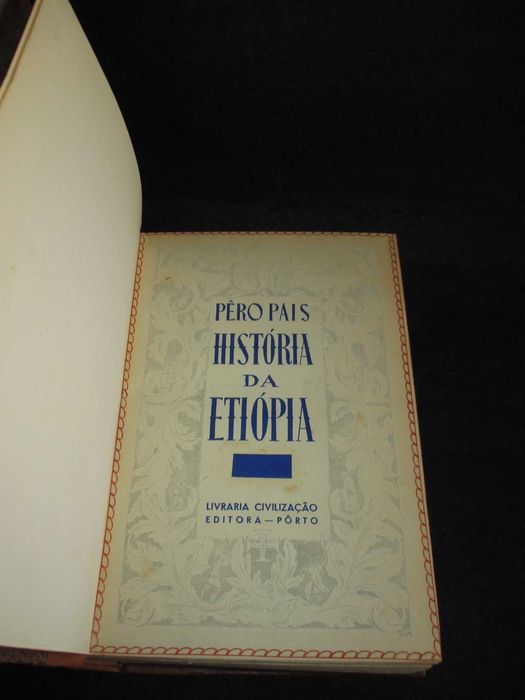 PÊRO PAIS
HISTÓRIA
DA
ETIÓPIA
LIVRARIA CIVILIZAÇÃO
EDITORA — PÔRTO